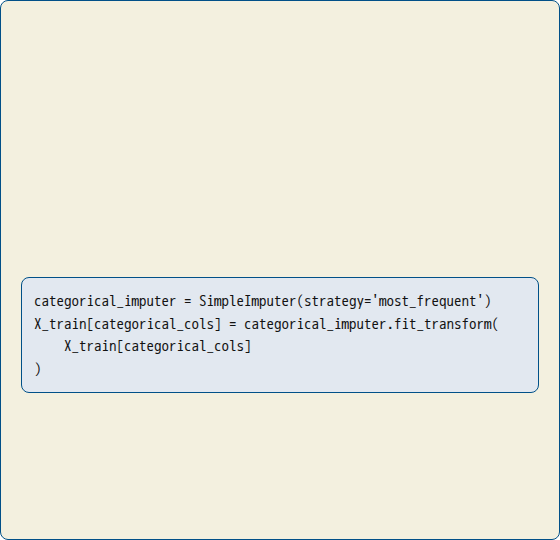 categorical_imputer = SimpleImputer(strategy='most_frequent')
X_train[categorical_cols] = categorical_imputer.fit_transform(
    X_train[categorical_cols]
)